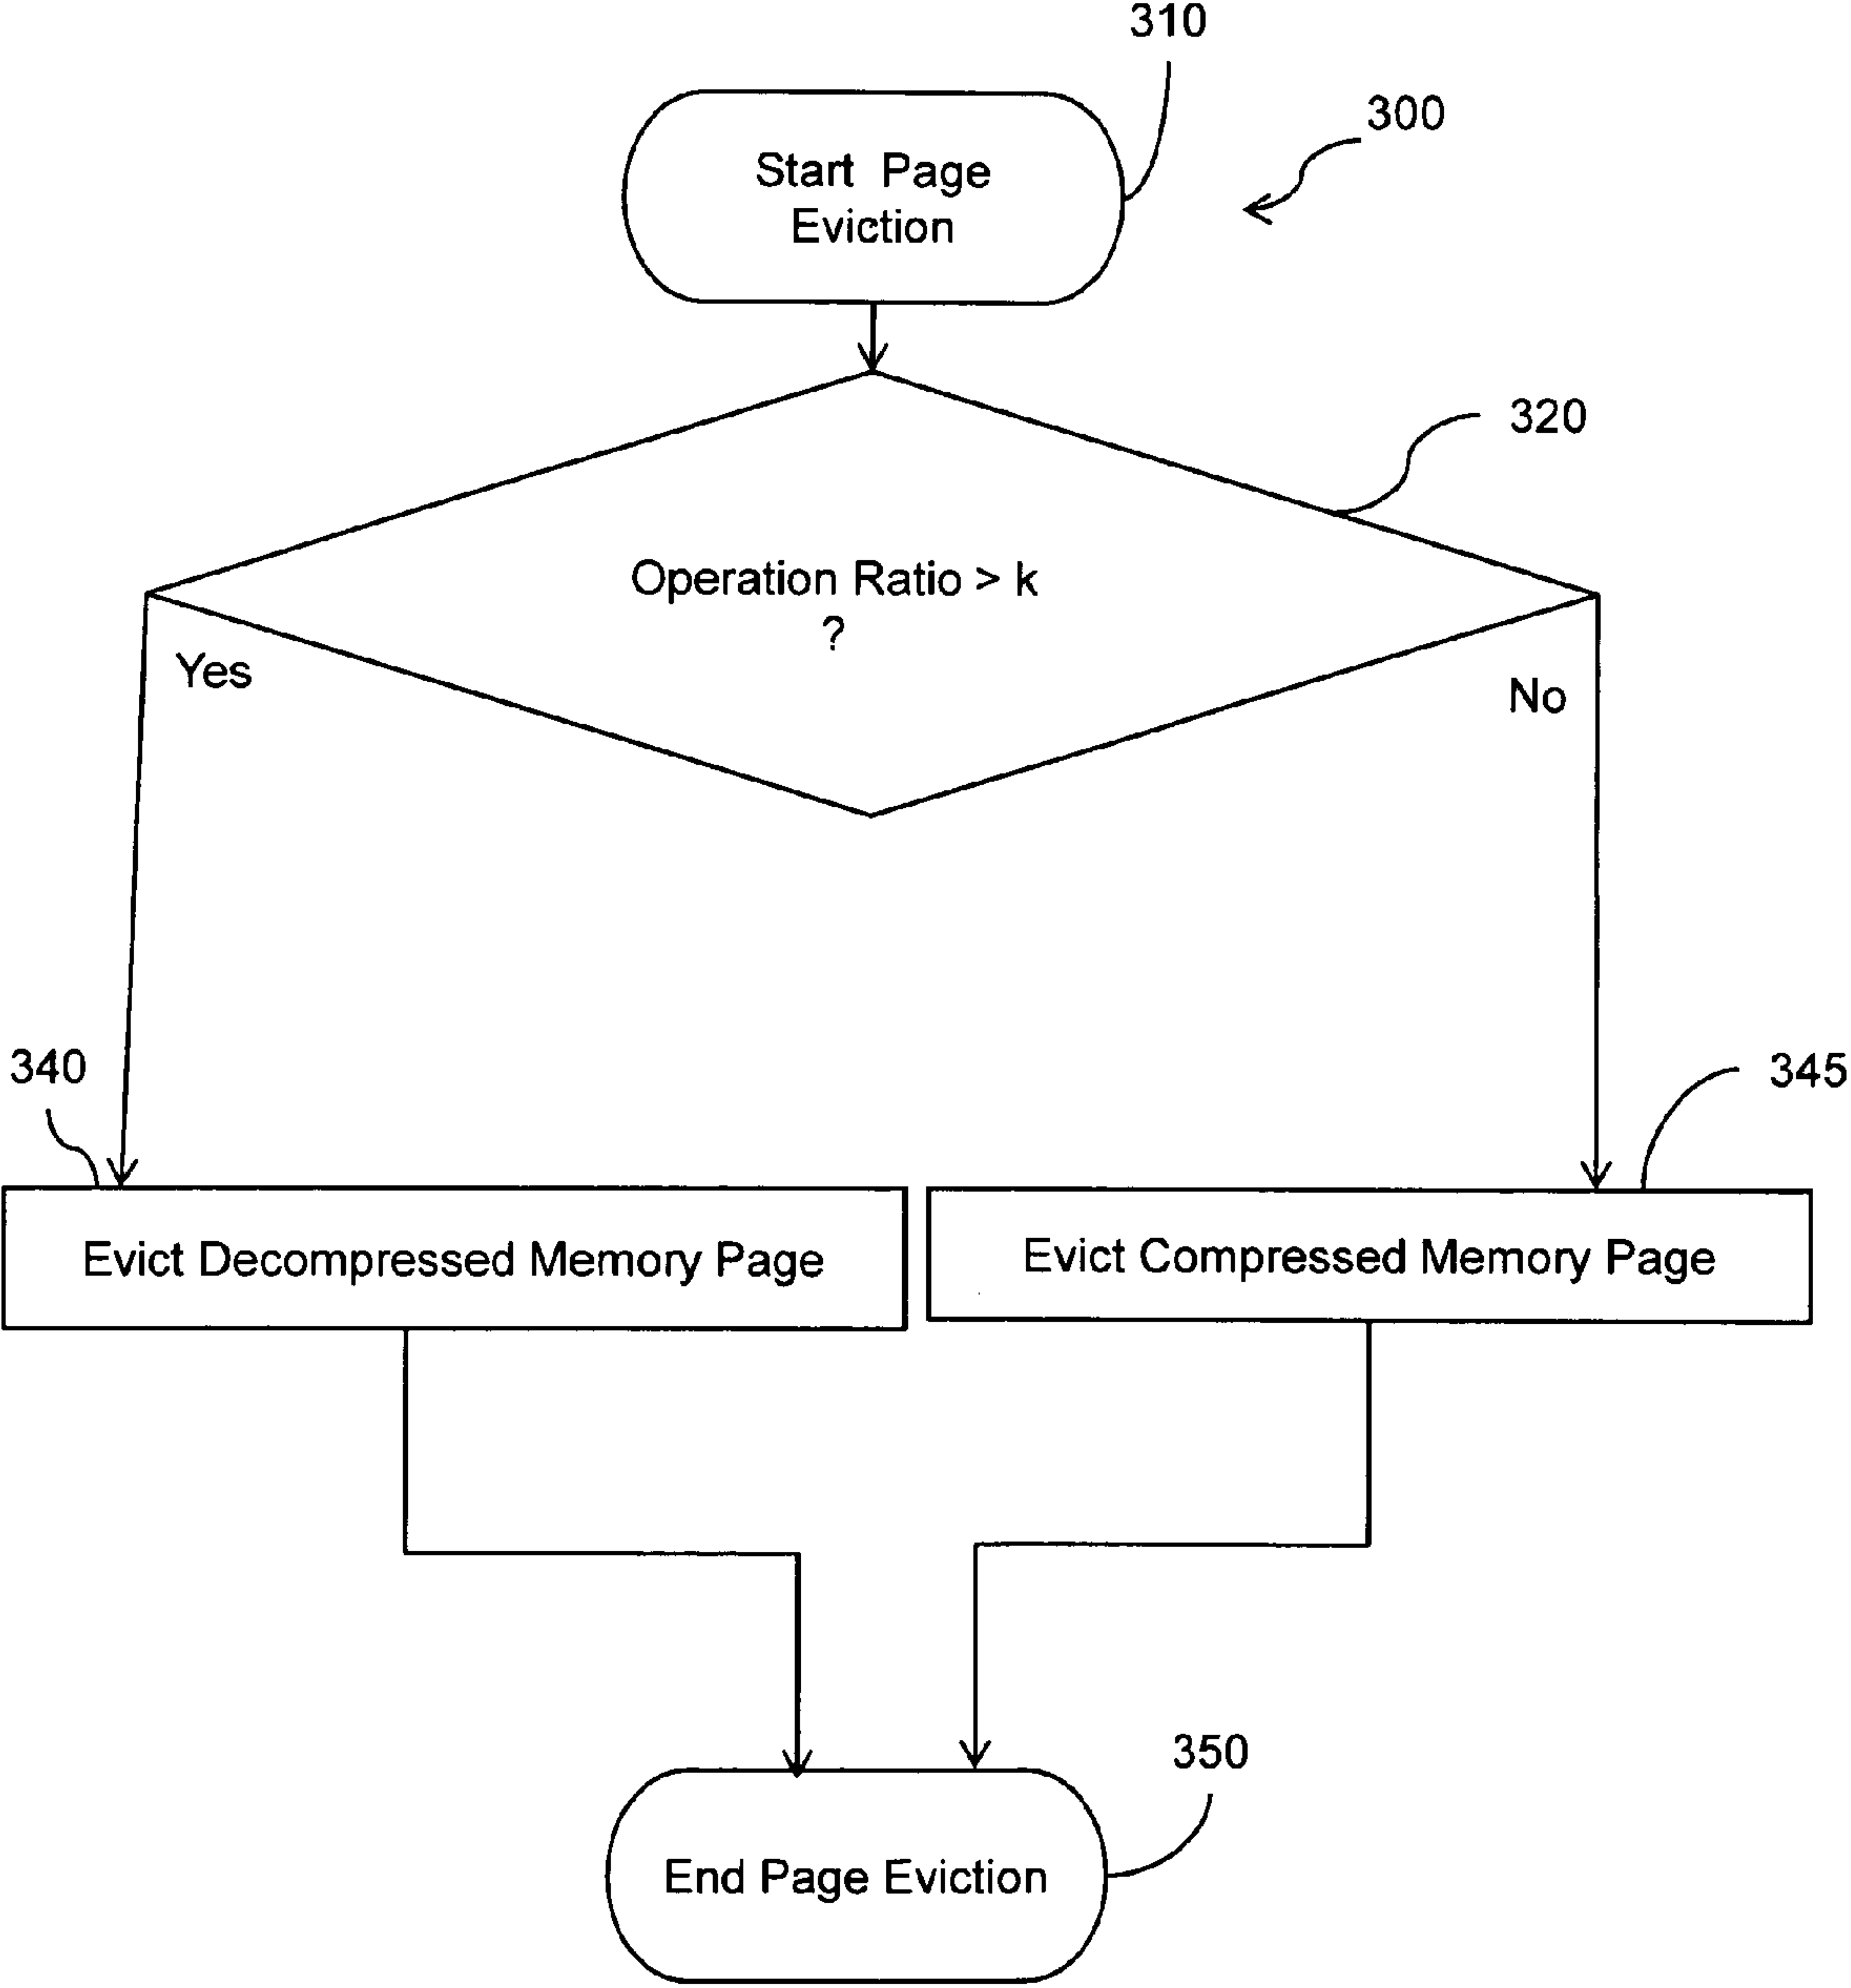 310
300
Start Page
Eviction
320
Operation Ratio > k
?
Yes
No
340
345
Evict Decompressed Memory Page
Evict Compressed Memory Page
350
End Page Eviction